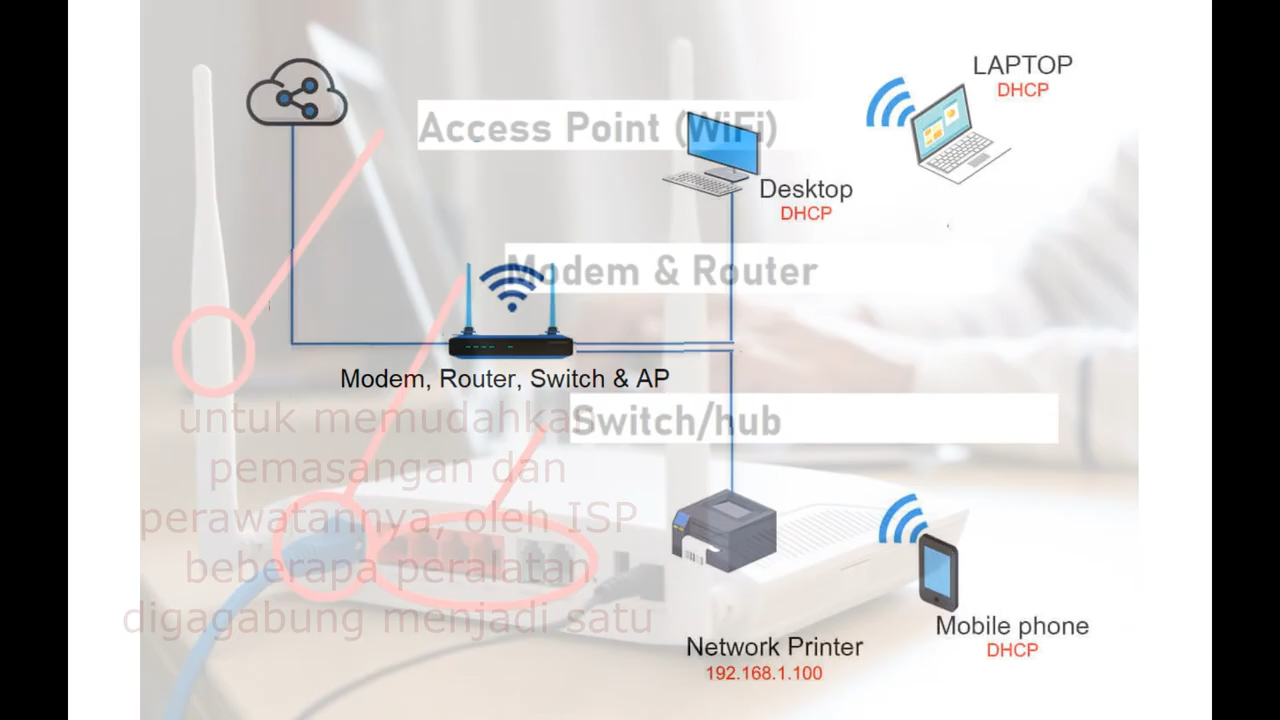 LAPTOP
DHCP
Access Point (WiFi)
Desktop
DHCP
Modem & Router
Modem, Router, Switch & AP
untuk memudahkan
Switch/hub
pemasangan dan
perawatannya, oleh ISP
beberapa peralatan
digagabung menjadi satu
Mobile phone
DHCP
Network Printer
192.168.1.100